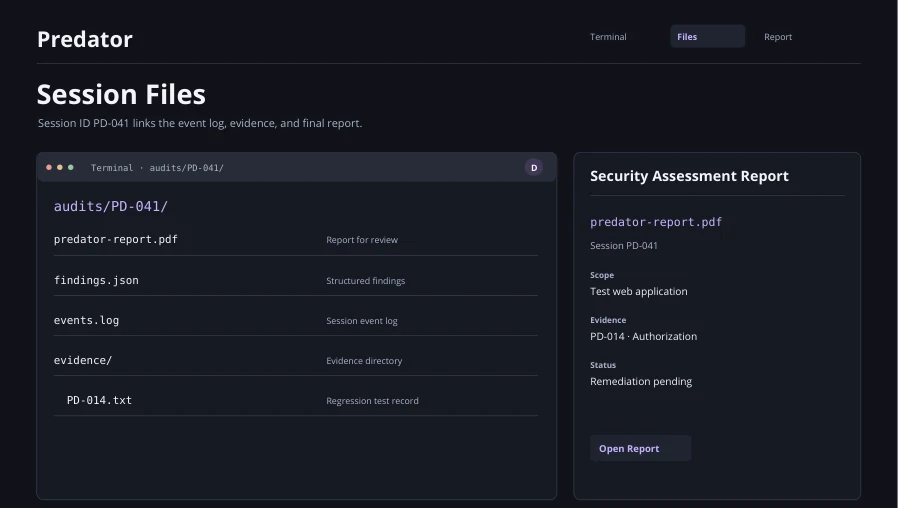 Predator
Terminal
Files
Report
Session Files
Session ID PD-041 links the event log, evidence, and final report.
Terminal · audits/PD-041/
D
audits/PD-041/
predator-report.pdf Report for review
findings.json Structured findings
events.log Session event log
evidence/ Evidence directory
PD-014.txt Regression test record
Security Assessment Report
predator-report.pdf
Session PD-041
Scope
Test web application
Evidence
PD-014 · Authorization
Status
Remediation pending
Open Report